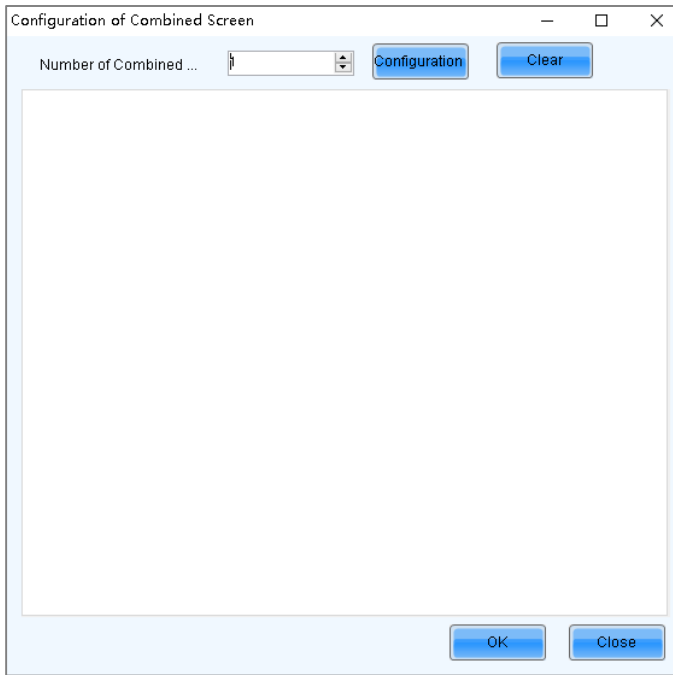 Configuration of Combined Screen
Number of Combined ...
1
Configuration
Clear
OK
Close